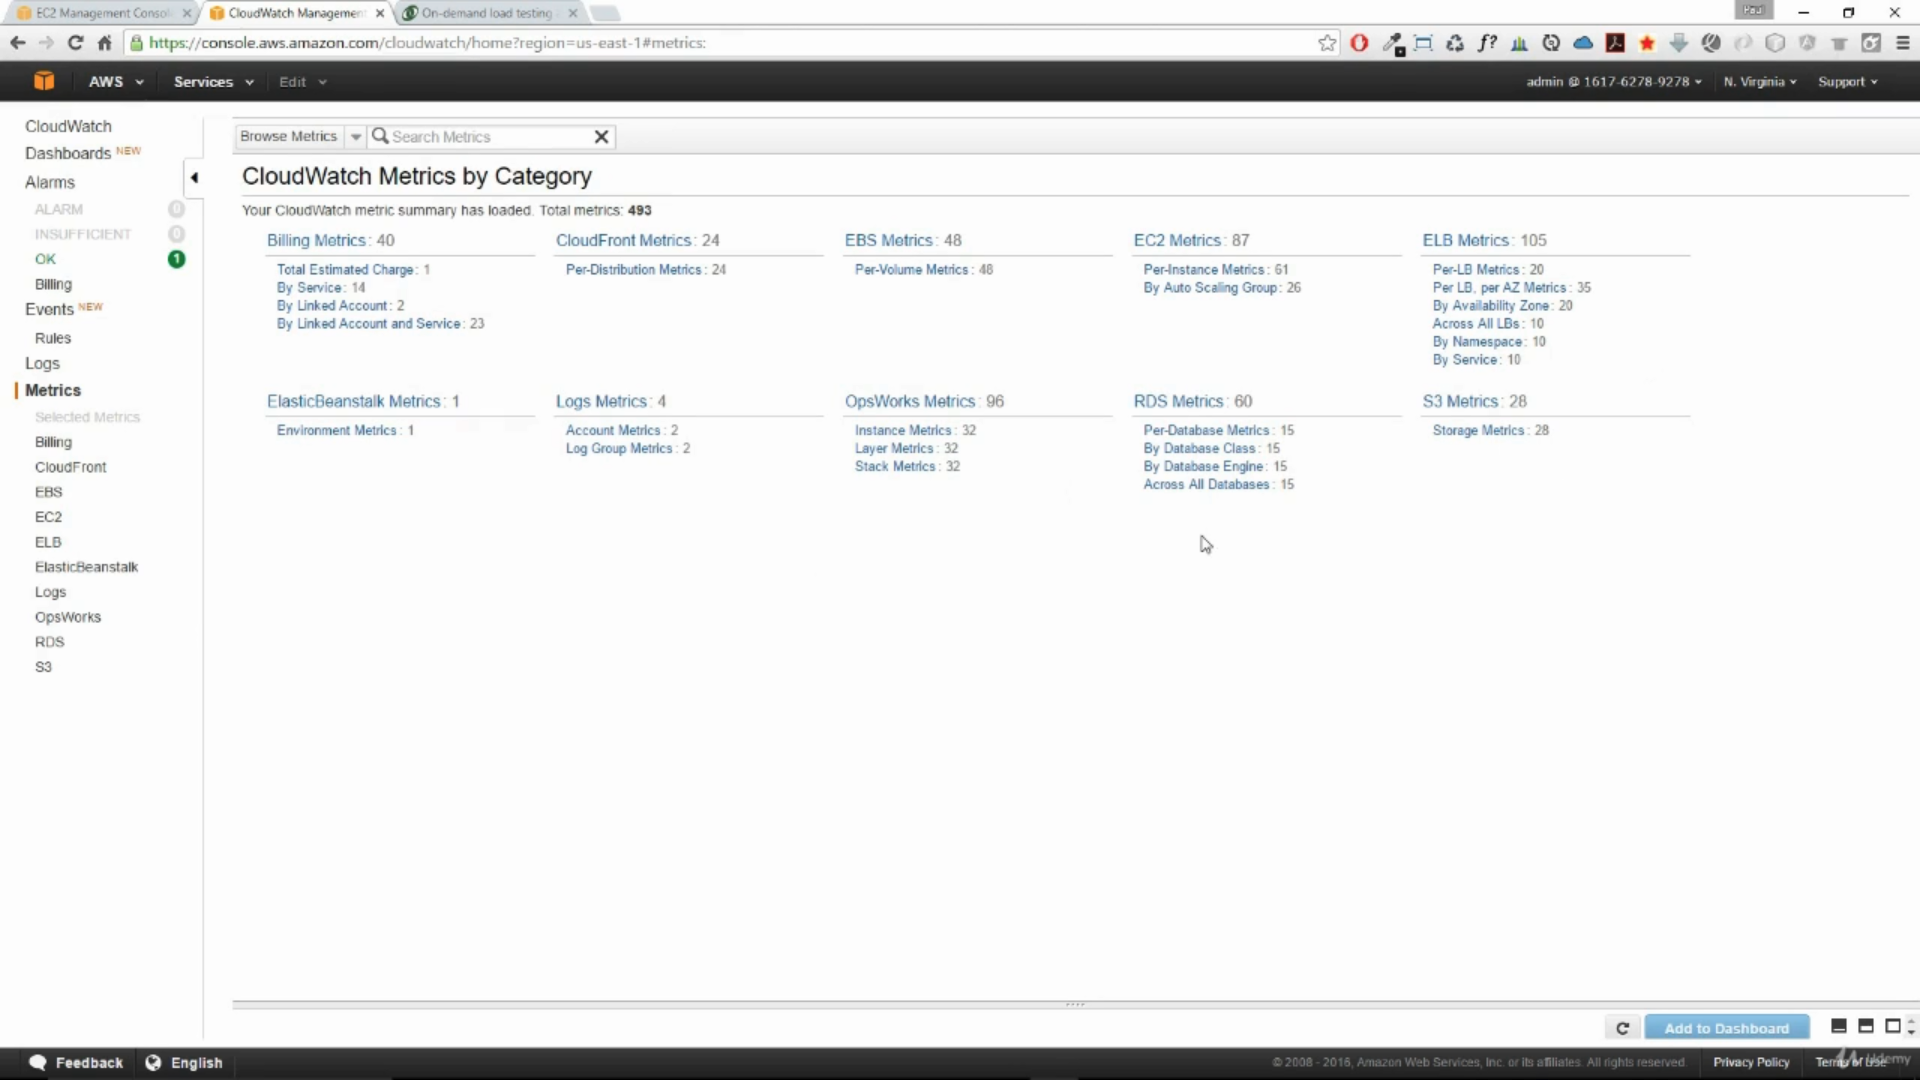 EC2 Management Consol
CloudWatch Managemen
On-demand load testing
Paul
https://console.aws.amazon.com/cloudwatch/home?region=us-east-1#metrics:
f?
AWS
Services
Edit
admin @ 1617-6278-9278
N. Virginia
Support
CloudWatch
Dashboards NEW
Alarms
ALARM 0
INSUFFICIENT 0
OK 1
Billing
Events NEW
Rules
Logs
Metrics
Selected Metrics
Billing
CloudFront
EBS
EC2
ELB
ElasticBeanstalk
Logs
OpsWorks
RDS
S3
Browse Metrics
Search Metrics
CloudWatch Metrics by Category
Your CloudWatch metric summary has loaded. Total metrics: 493
Billing Metrics : 40
Total Estimated Charge : 1
By Service : 14
By Linked Account : 2
By Linked Account and Service : 23
CloudFront Metrics : 24
Per-Distribution Metrics : 24
EBS Metrics : 48
Per-Volume Metrics : 48
EC2 Metrics : 87
Per-Instance Metrics : 61
By Auto Scaling Group : 26
ELB Metrics : 105
Per-LB Metrics : 20
Per LB, per AZ Metrics : 35
By Availability Zone : 20
Across All LBs : 10
By Namespace : 10
By Service : 10
ElasticBeanstalk Metrics : 1
Environment Metrics : 1
Logs Metrics : 4
Account Metrics : 2
Log Group Metrics : 2
OpsWorks Metrics : 96
Instance Metrics : 32
Layer Metrics : 32
Stack Metrics : 32
RDS Metrics : 60
Per-Database Metrics : 15
By Database Class : 15
By Database Engine : 15
Across All Databases : 15
S3 Metrics : 28
Storage Metrics : 28
Add to Dashboard
Feedback
English
© 2008 - 2016, Amazon Web Services, Inc. or its affiliates. All rights reserved.
Privacy Policy
Terms of Use
Udemy